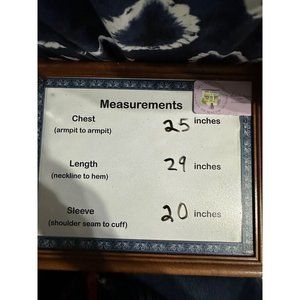 Measurements
Chest 25 inches
(armpit to armpit)
Length 29 inches
(neckline to hem)
Sleeve 20 inches
(shoulder seam to cuff)